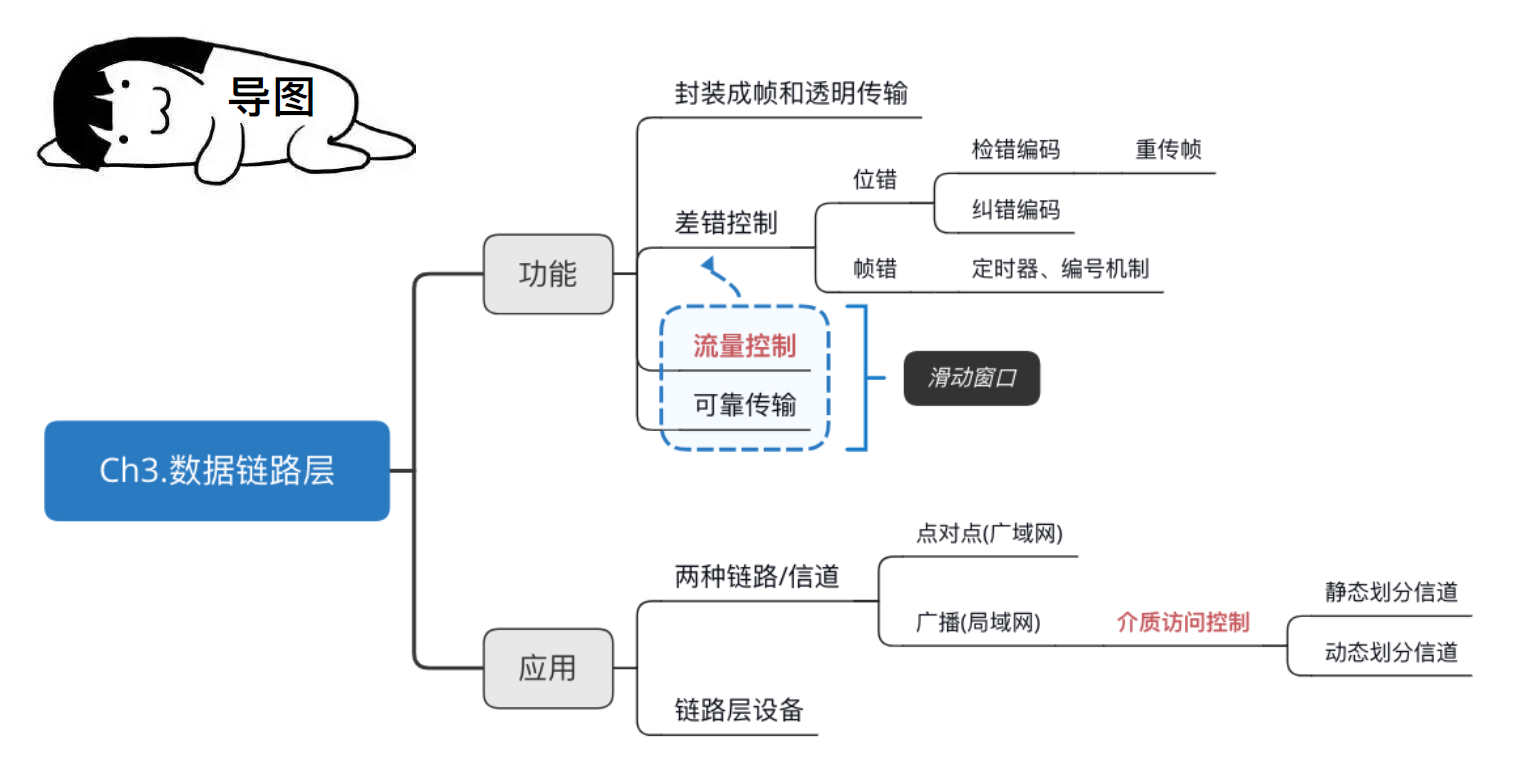 导图
封装成帧和透明传输
检错编码
重传帧
位错
纠错编码
差错控制
帧错
定时器、编号机制
功能
流量控制
滑动窗口
可靠传输
Ch3.数据链路层
点对点(广域网)
两种链路/信道
静态划分信道
广播(局域网)
介质访问控制
动态划分信道
应用
链路层设备